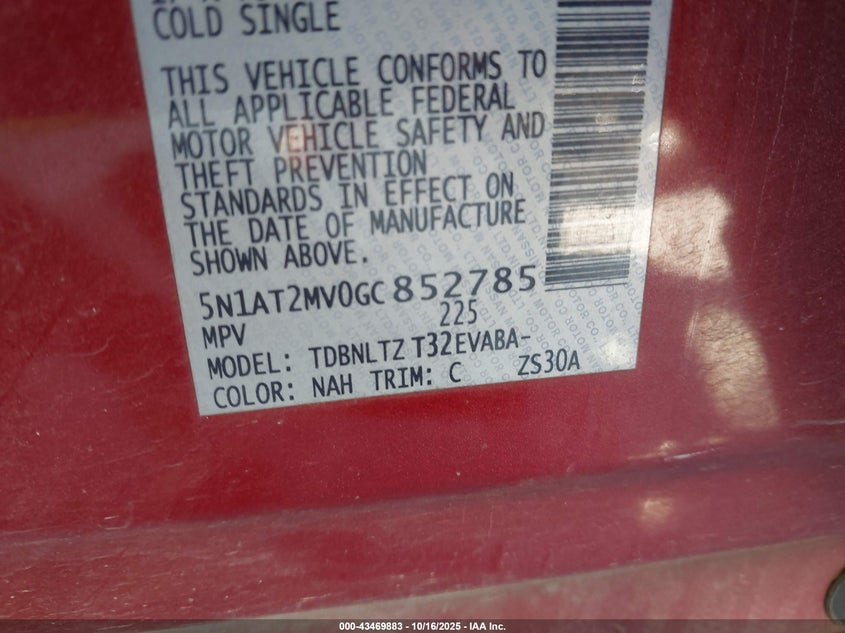 COLD SINGLE
THIS VEHICLE CONFORMS TO
ALL APPLICABLE FEDERAL
MOTOR VEHICLE SAFETY AND
THEFT PREVENTION
STANDARDS IN EFFECT ON
THE DATE OF MANUFACTURE
SHOWN ABOVE.
5N1AT2MV0GC852785
MPV 225
MODEL: TDBNLTZ T32EVABA-
COLOR: NAH TRIM: C ZS30A
000-43469883 - 10/16/2025 - IAA Inc.